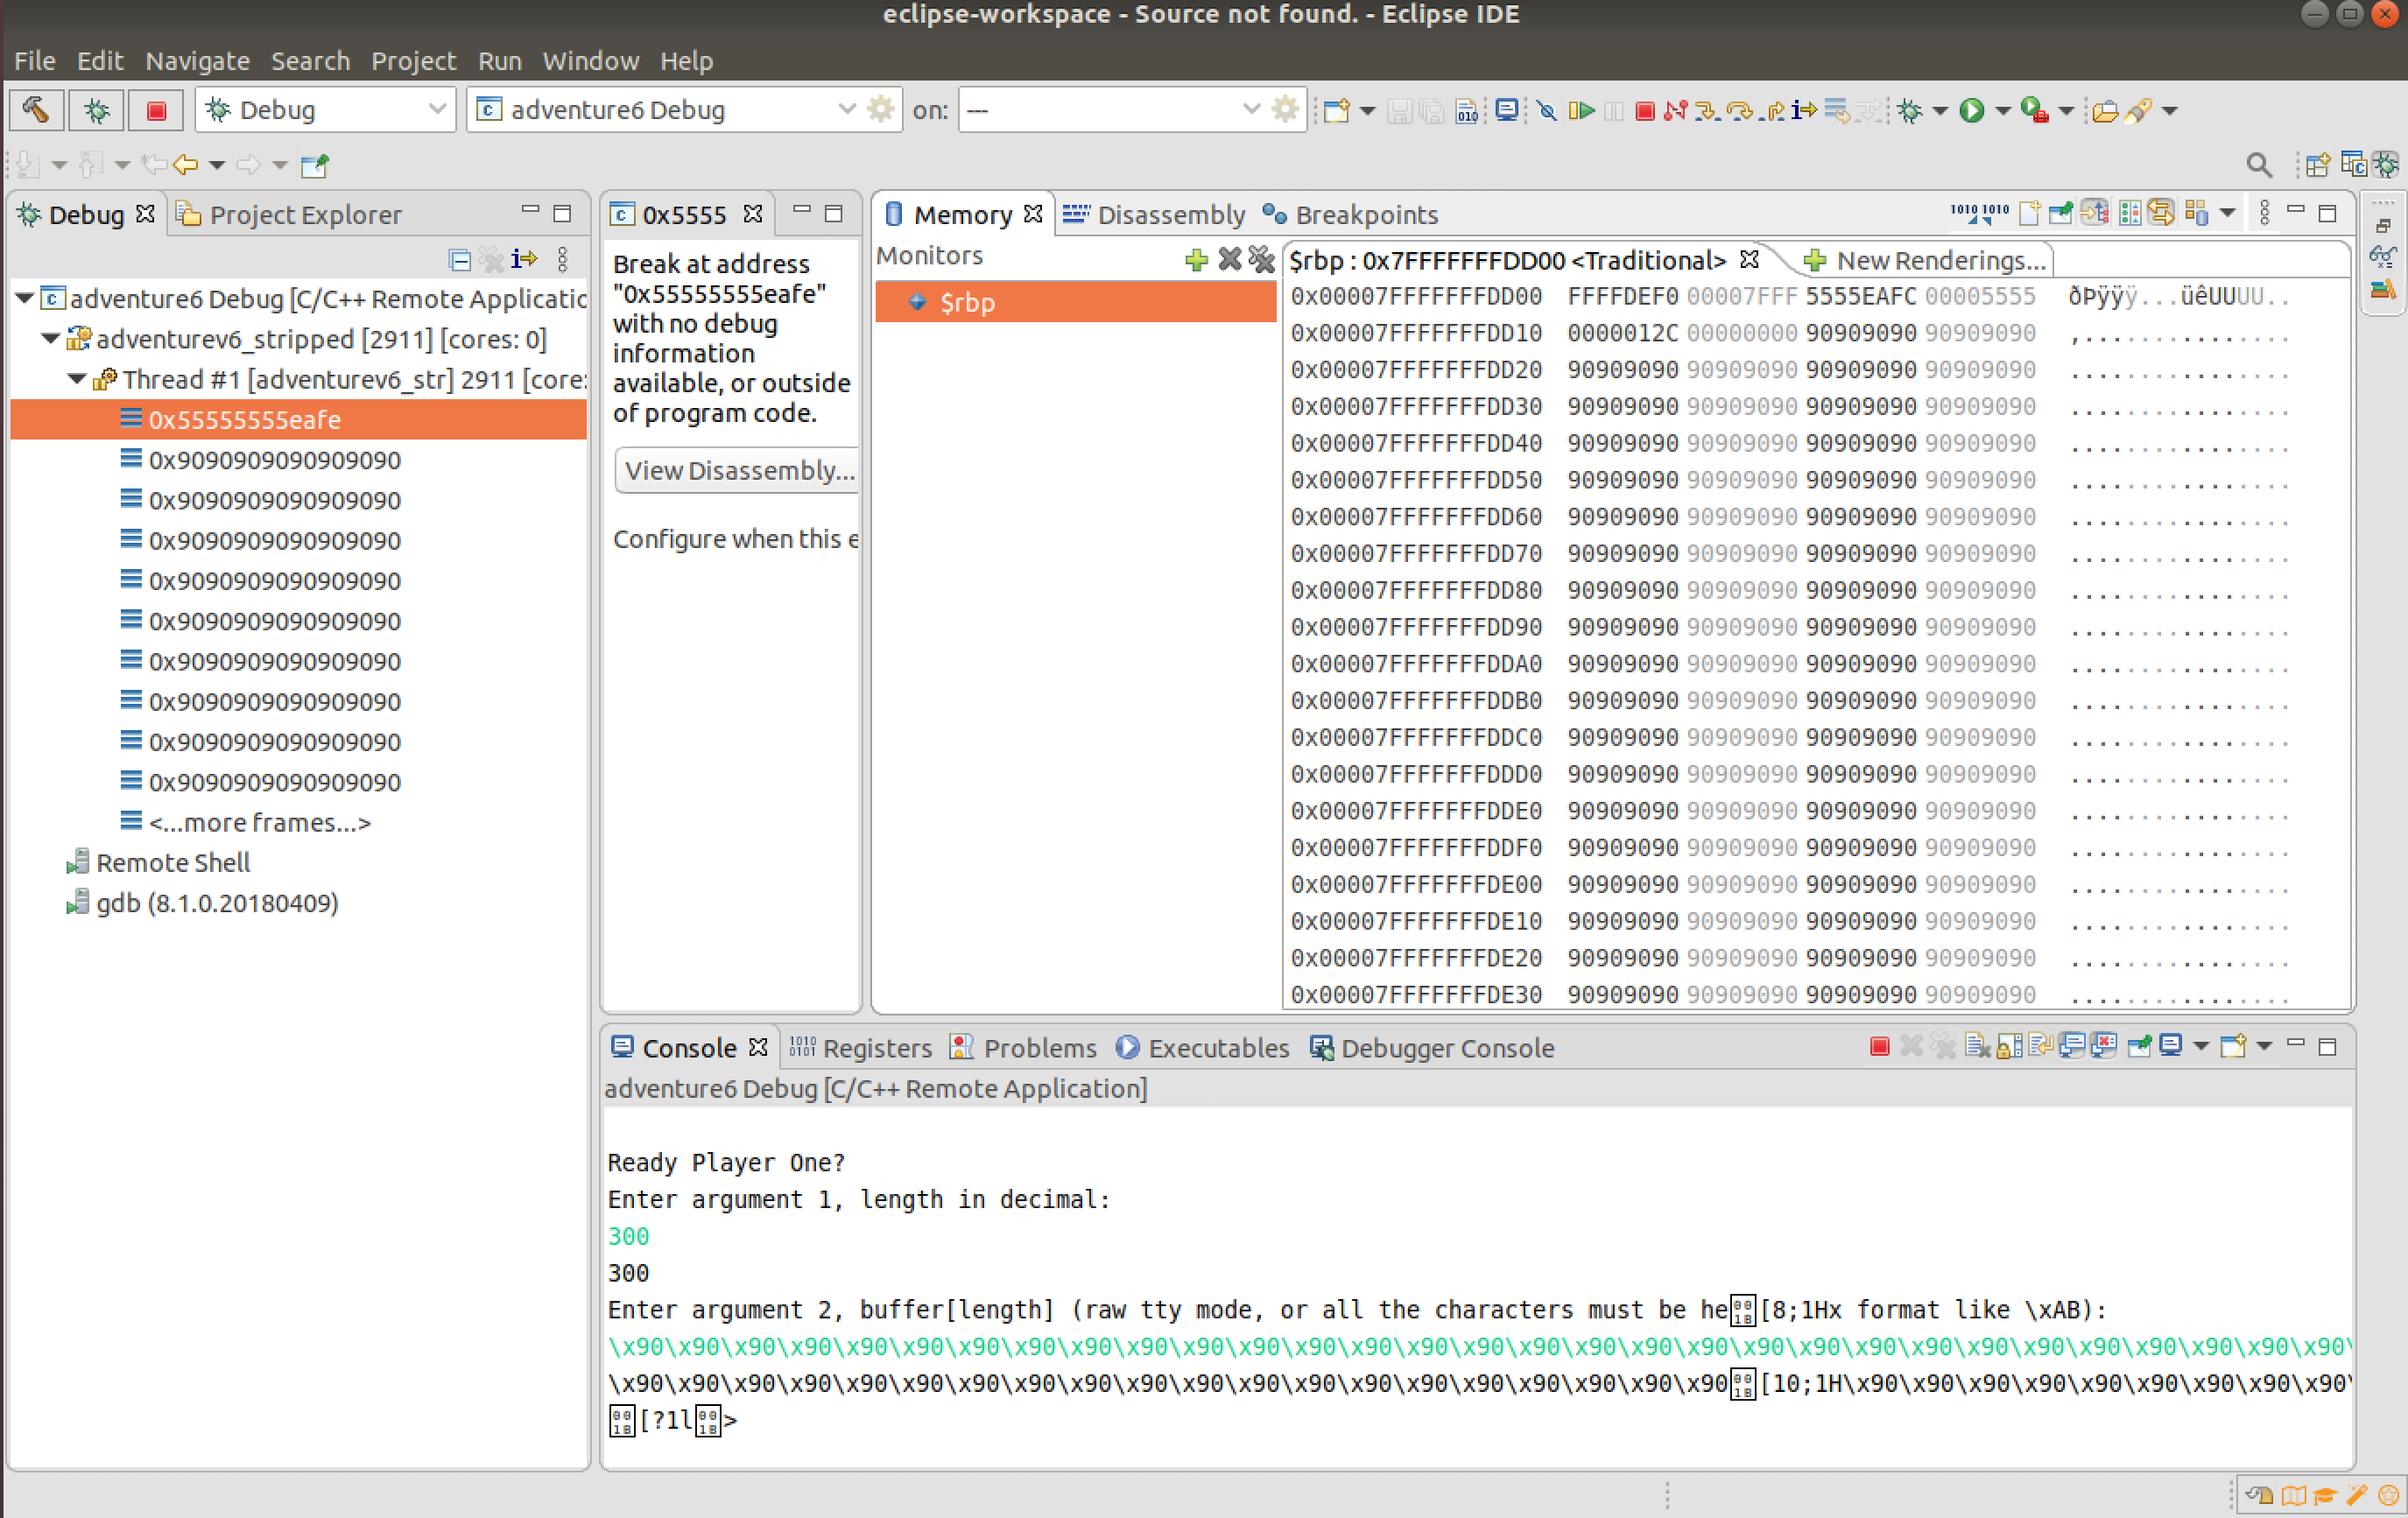 eclipse-workspace - Source not found. - Eclipse IDE
File Edit Navigate Search Project Run Window Help
Debug
adventure6 Debug
on:
---
Debug
Project Explorer
adventure6 Debug [C/C++ Remote Applicatio
adventurev6_stripped [2911] [cores: 0]
Thread #1 [adventurev6_str] 2911 [core:
0x55555555eafe
0x9090909090909090
0x9090909090909090
0x9090909090909090
0x9090909090909090
0x9090909090909090
0x9090909090909090
0x9090909090909090
0x9090909090909090
0x9090909090909090
<...more frames...>
Remote Shell
gdb (8.1.0.20180409)
0x5555
Break at address
"0x55555555eafe"
with no debug
information
available, or outside
of program code.
View Disassembly...
Configure when this e
Memory Disassembly Breakpoints
Monitors
$rbp
$rbp : 0x7FFFFFFFDD00 <Traditional> New Renderings...
0x00007FFFFFFFDD00 FFFFDEF0 00007FFF 5555EAFC 00005555 ðÞÿÿÿ...üêUUUU..
0x00007FFFFFFFDD10 0000012C 00000000 90909090 90909090 ,...............
0x00007FFFFFFFDD20 90909090 90909090 90909090 90909090 ................
0x00007FFFFFFFDD30 90909090 90909090 90909090 90909090 ................
0x00007FFFFFFFDD40 90909090 90909090 90909090 90909090 ................
0x00007FFFFFFFDD50 90909090 90909090 90909090 90909090 ................
0x00007FFFFFFFDD60 90909090 90909090 90909090 90909090 ................
0x00007FFFFFFFDD70 90909090 90909090 90909090 90909090 ................
0x00007FFFFFFFDD80 90909090 90909090 90909090 90909090 ................
0x00007FFFFFFFDD90 90909090 90909090 90909090 90909090 ................
0x00007FFFFFFFDDA0 90909090 90909090 90909090 90909090 ................
0x00007FFFFFFFDDB0 90909090 90909090 90909090 90909090 ................
0x00007FFFFFFFDDC0 90909090 90909090 90909090 90909090 ................
0x00007FFFFFFFDDD0 90909090 90909090 90909090 90909090 ................
0x00007FFFFFFFDDE0 90909090 90909090 90909090 90909090 ................
0x00007FFFFFFFDDF0 90909090 90909090 90909090 90909090 ................
0x00007FFFFFFFDE00 90909090 90909090 90909090 90909090 ................
0x00007FFFFFFFDE10 90909090 90909090 90909090 90909090 ................
0x00007FFFFFFFDE20 90909090 90909090 90909090 90909090 ................
0x00007FFFFFFFDE30 90909090 90909090 90909090 90909090 ................
Console Registers Problems Executables Debugger Console
adventure6 Debug [C/C++ Remote Application]
Ready Player One?
Enter argument 1, length in decimal:
300
300
Enter argument 2, buffer[length] (raw tty mode, or all the characters must be he[8;1Hx format like \xAB):
\x90\x90\x90\x90\x90\x90\x90\x90\x90\x90\x90\x90\x90\x90\x90\x90\x90\x90\x90\x90\x90\x90\x90\x90\x90\x90\x90\x90\x90\x90\x90\
\x90\x90\x90\x90\x90\x90\x90\x90\x90\x90\x90\x90\x90\x90\x90\x90\x90\x90\x90\x90[10;1H\x90\x90\x90\x90\x90\x90\x90\x90\x90\
[?1l>